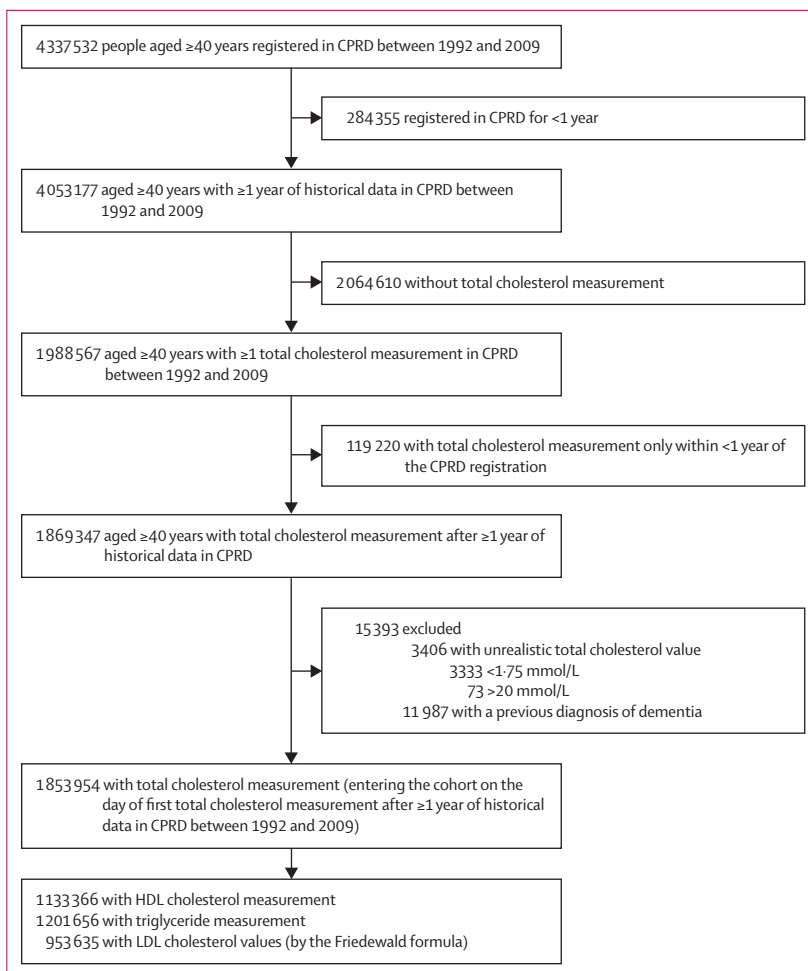 4 337 532 people aged ≥40 years registered in CPRD between 1992 and 2009
284 355 registered in CPRD for <1 year
4 053 177 aged ≥40 years with ≥1 year of historical data in CPRD between
1992 and 2009
2 064 610 without total cholesterol measurement
1 988 567 aged ≥40 years with ≥1 total cholesterol measurement in CPRD
between 1992 and 2009
119 220 with total cholesterol measurement only within <1 year of
the CPRD registration
1 869 347 aged ≥40 years with total cholesterol measurement after ≥1 year of
historical data in CPRD
15 393 excluded
3406 with unrealistic total cholesterol value
3333 <1·75 mmol/L
73 >20 mmol/L
11 987 with a previous diagnosis of dementia
1 853 954 with total cholesterol measurement (entering the cohort on the
day of first total cholesterol measurement after ≥1 year of historical
data in CPRD between 1992 and 2009)
1 133 366 with HDL cholesterol measurement
1 201 656 with triglyceride measurement
953 635 with LDL cholesterol values (by the Friedewald formula)